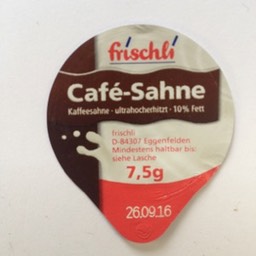 frischli
Café-Sahne
Kaffeesahne · ultrahocherhitzt · 10% Fett
frischli
D-84307 Eggenfelden
Mindestens haltbar bis:
siehe Lasche
7,5g
26.09.16